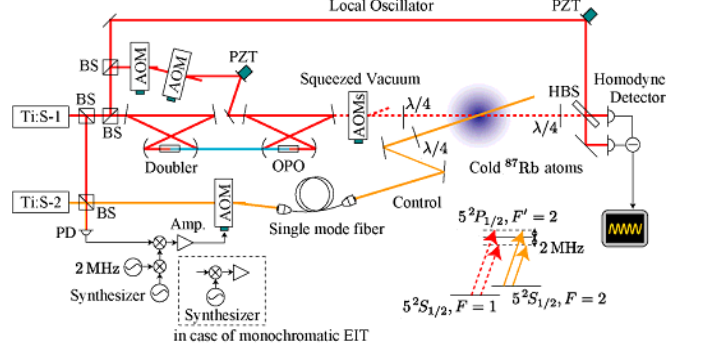 Local Oscillator
PZT
BS
AOM
AOM
PZT
Squeezed Vacuum
HBS
Homodyne
Detector
Ti:S-1
BS
BS
AOMs
λ/4
λ/4
λ/4
Doubler
OPO
Cold ⁸⁷Rb atoms
Ti:S-2
BS
AOM
Single mode fiber
Control
PD
Amp.
2 MHz
Synthesizer
Synthesizer
in case of monochromatic EIT
5²P₁/₂, F′ = 2
2 MHz
5²S₁/₂, F = 1
5²S₁/₂, F = 2